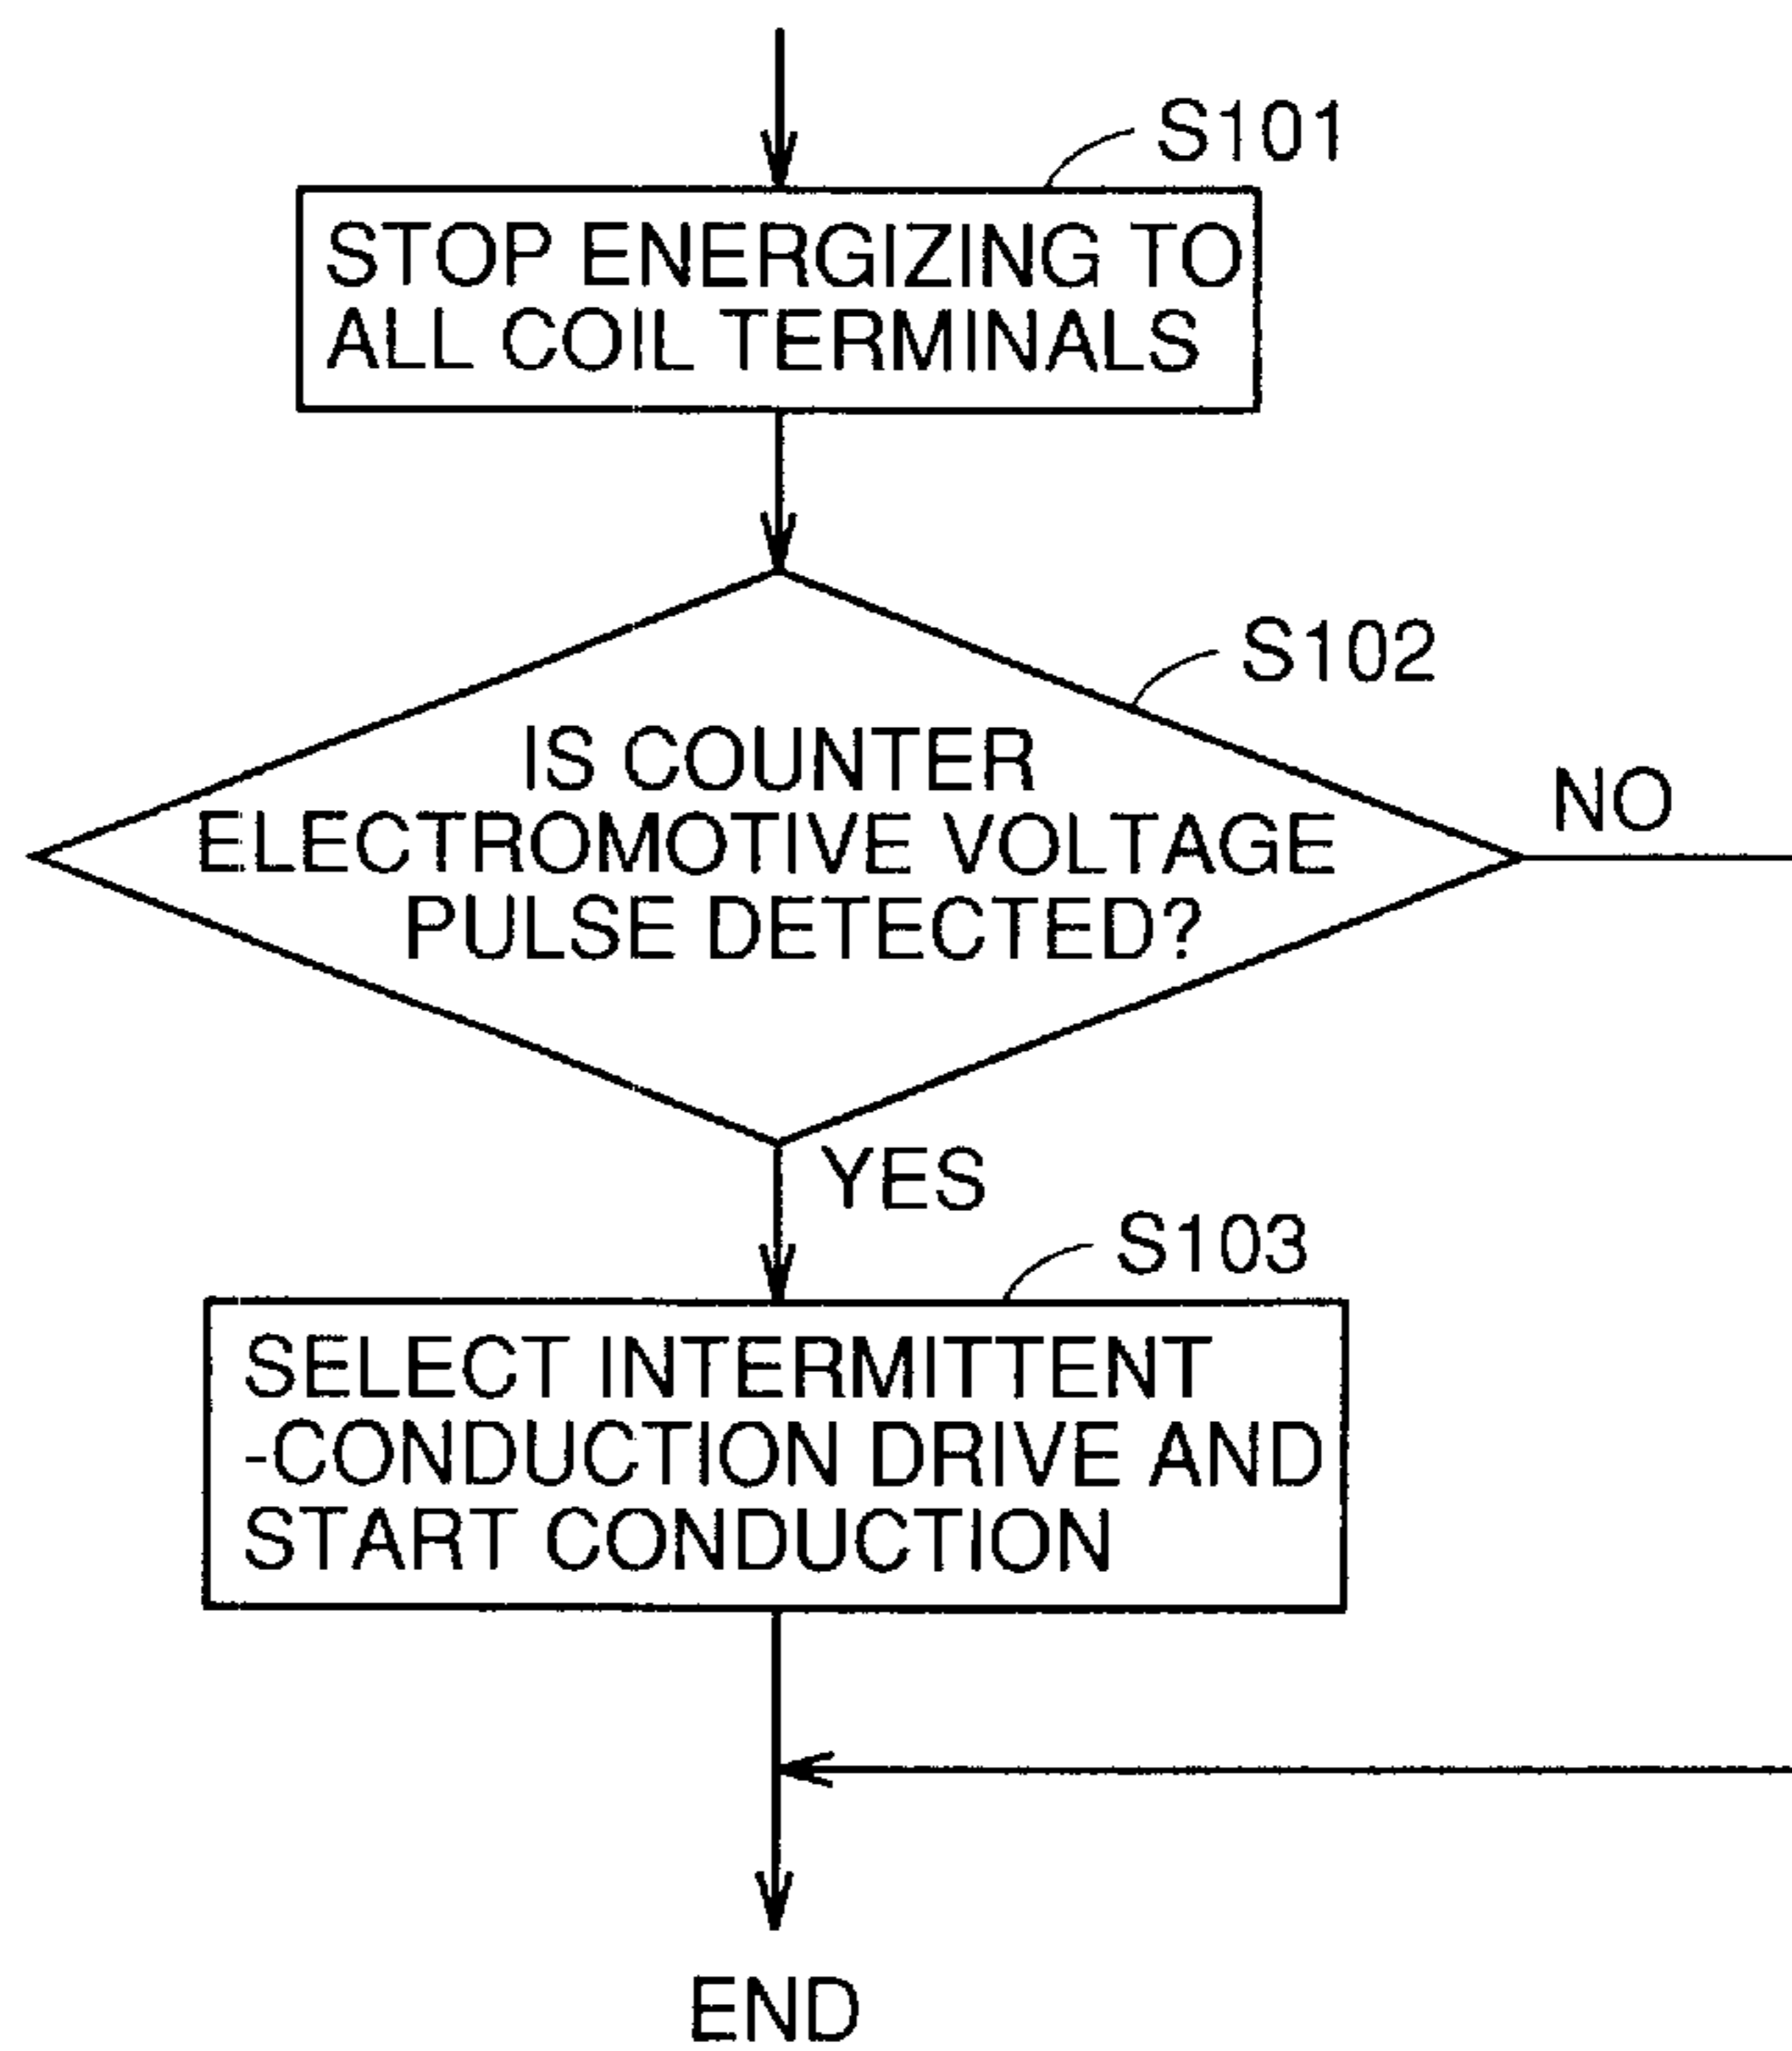 S101
STOP ENERGIZING TO
ALL COIL TERMINALS
S102
IS COUNTER
ELECTROMOTIVE VOLTAGE
PULSE DETECTED?
NO
YES
S103
SELECT INTERMITTENT
-CONDUCTION DRIVE AND
START CONDUCTION
END